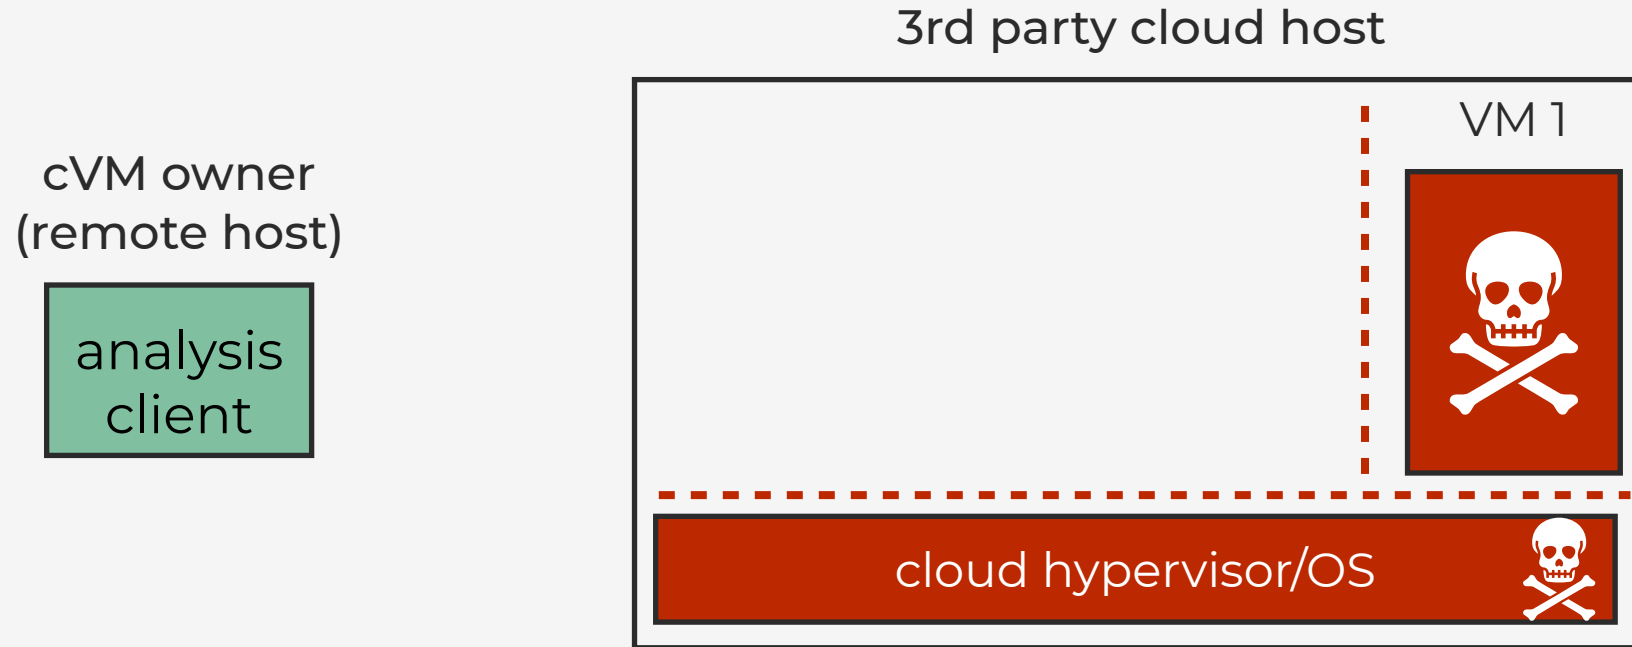 3rd party cloud host
cVM owner
(remote host)
analysis
client
VM 1
cloud hypervisor/OS